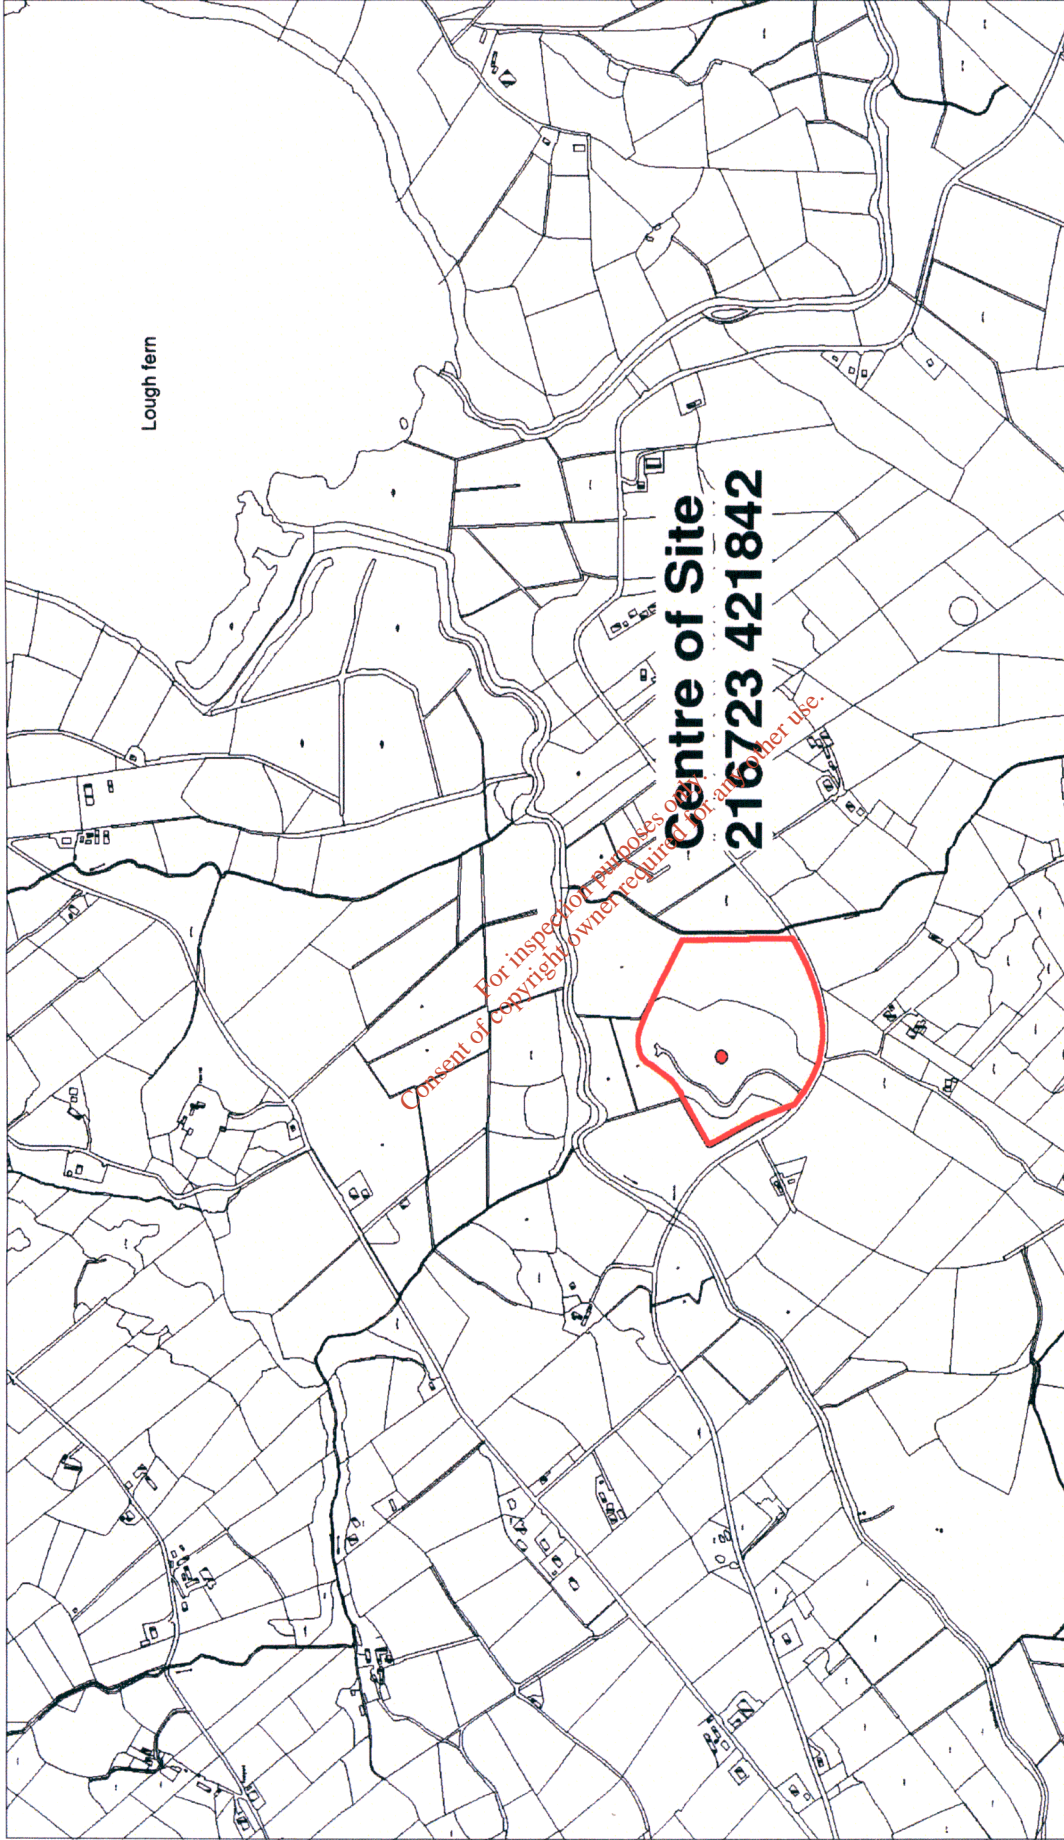 Lough fern
Centre of Site
216723 421842
For inspection purposes only.
Consent of copyright owner required for any other use.